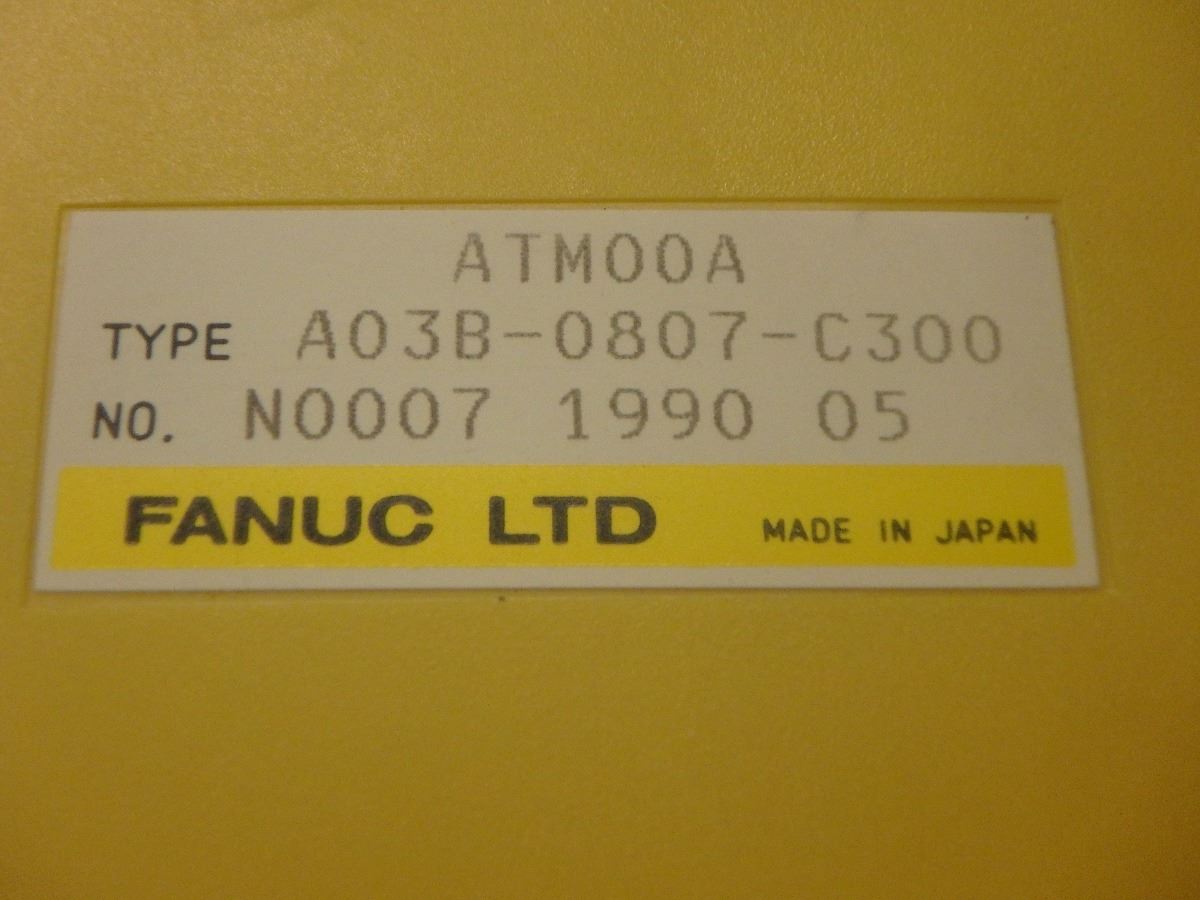 ATM00A
TYPE A03B-0807-C300
NO. N0007 1990 05
FANUC LTD MADE IN JAPAN